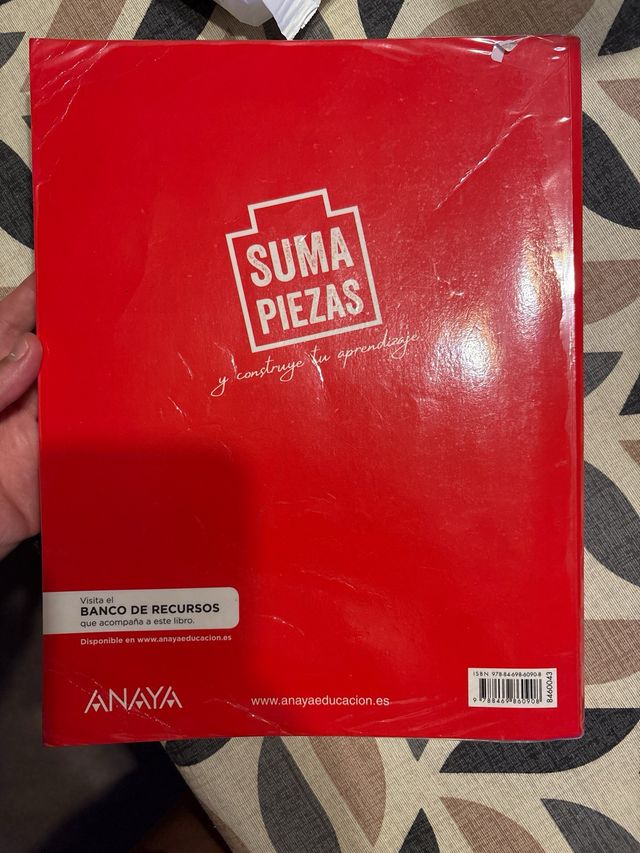 SUMA
PIEZAS
y construye tu aprendizaje
Visita el
BANCO DE RECURSOS
que acompaña a este libro.
Disponible en www.anayaeducacion.es
ANAYA
www.anayaeducacion.es
ISBN 978-84-698-6090-8
9 788469 860908
8460043